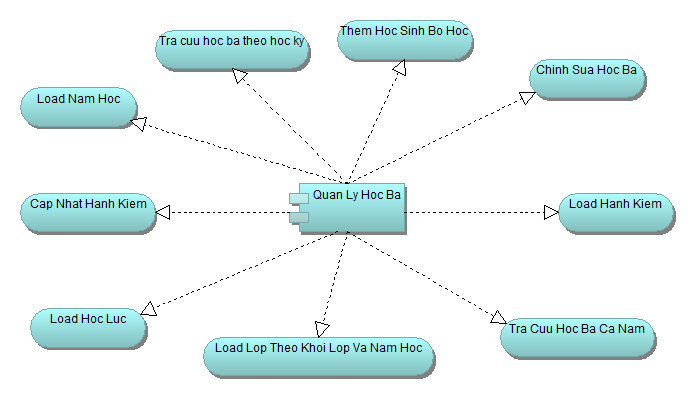 Tra cuu hoc ba theo hoc ky
Them Hoc Sinh Bo Hoc
Chinh Sua Hoc Ba
Load Nam Hoc
Quan Ly Hoc Ba
Cap Nhat Hanh Kiem
Load Hanh Kiem
Load Hoc Luc
Tra Cuu Hoc Ba Ca Nam
Load Lop Theo Khoi Lop Va Nam Hoc